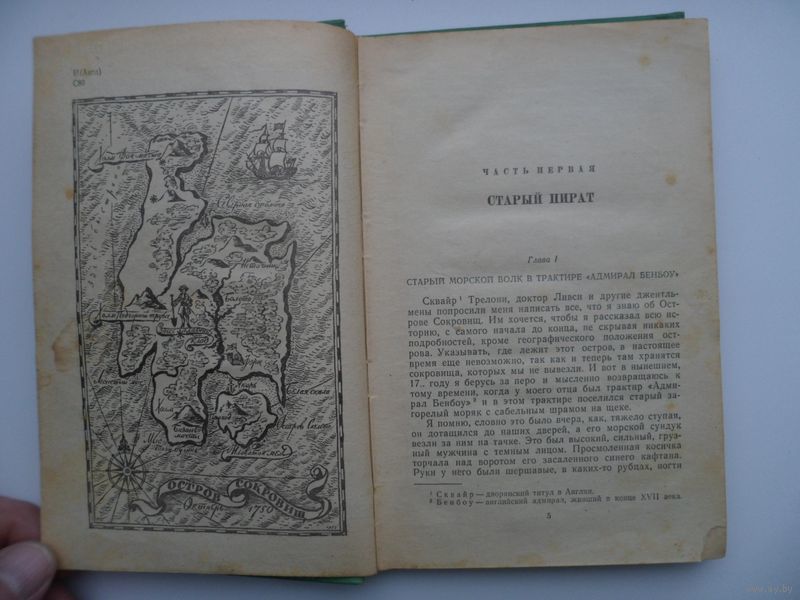 И(Англ)
С80
ОСТРОВ СОКРОВИЩ
Октябрь 1750
ЧАСТЬ ПЕРВАЯ
СТАРЫЙ ПИРАТ
Глава I
СТАРЫЙ МОРСКОЙ ВОЛК В ТРАКТИРЕ «АДМИРАЛ БЕНБОУ»
Сквайр¹ Трелони, доктор Ливси и другие джентль-
мены попросили меня написать все, что я знаю об Ост-
рове Сокровищ. Им хочется, чтобы я рассказал всю ис-
торию, с самого начала до конца, не скрывая никаких
подробностей, кроме географического положения ост-
рова. Указывать, где лежит этот остров, в настоящее
время еще невозможно, так как и теперь там хранятся
сокровища, которых мы не вывезли. И вот в нынешнем,
17.. году я берусь за перо и мысленно возвращаюсь к
тому времени, когда у моего отца был трактир «Адми-
рал Бенбоу»² и в этом трактире поселился старый за-
горелый моряк с сабельным шрамом на щеке.
Я помню, словно это было вчера, как, тяжело ступая,
он дотащился до наших дверей, а его морской сундук
везли за ним на тачке. Это был высокий, сильный, груз-
ный мужчина с темным лицом. Просмоленная косичка
торчала над воротом его засаленного синего кафтана.
Руки у него были шершавые, в каких-то рубцах, ногти
¹ Сквайр — дворянский титул в Англии.
² Бенбоу — английский адмирал, живший в конце XVII века.
5
www.ay.by